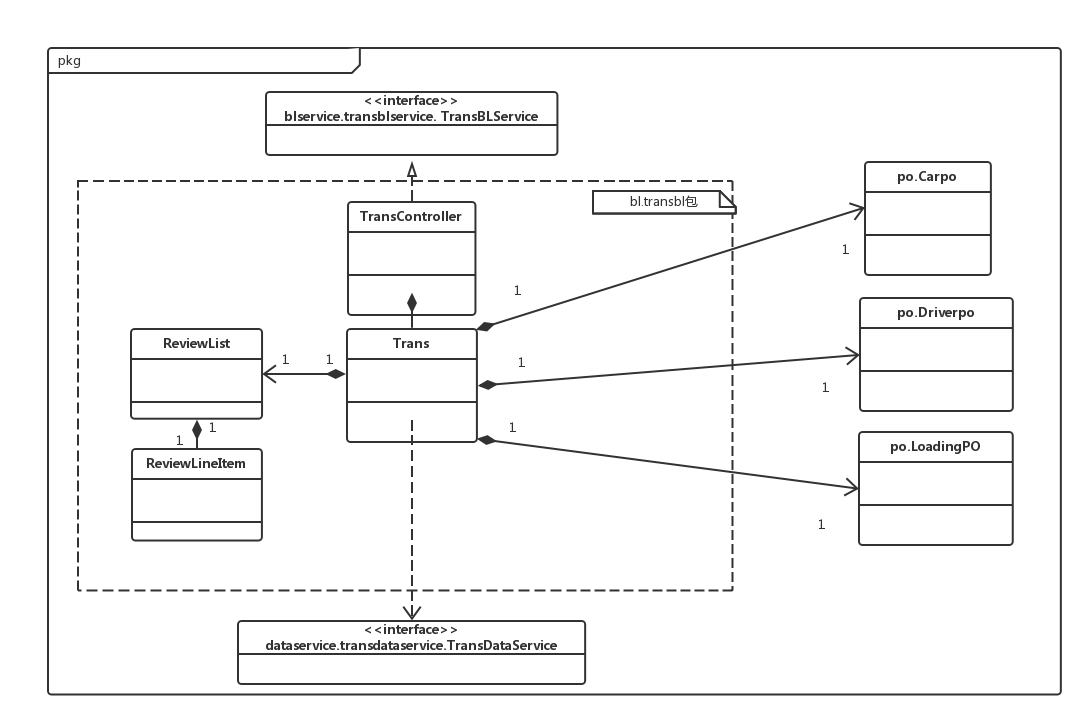 pkg
<<interface>>
blservice.transblservice. TransBLService
bl.transbl包
po.Carpo
TransController
1
1
po.Driverpo
ReviewList
1
1
Trans
1
1
1
po.LoadingPO
1
1
ReviewLineItem
1
<<interface>>
dataservice.transdataservice.TransDataService